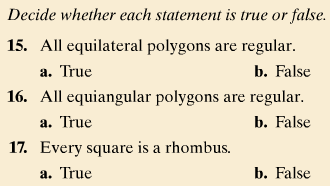 Decide whether each statement is true or false.
15. All equilateral polygons are regular.
a. True b. False
16. All equiangular polygons are regular.
a. True b. False
17. Every square is a rhombus.
a. True b. False